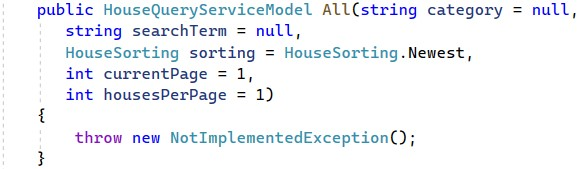 public HouseQueryServiceModel All(string category = null,
string searchTerm = null,
HouseSorting sorting = HouseSorting.Newest,
int currentPage = 1,
int housesPerPage = 1)
{
throw new NotImplementedException();
}